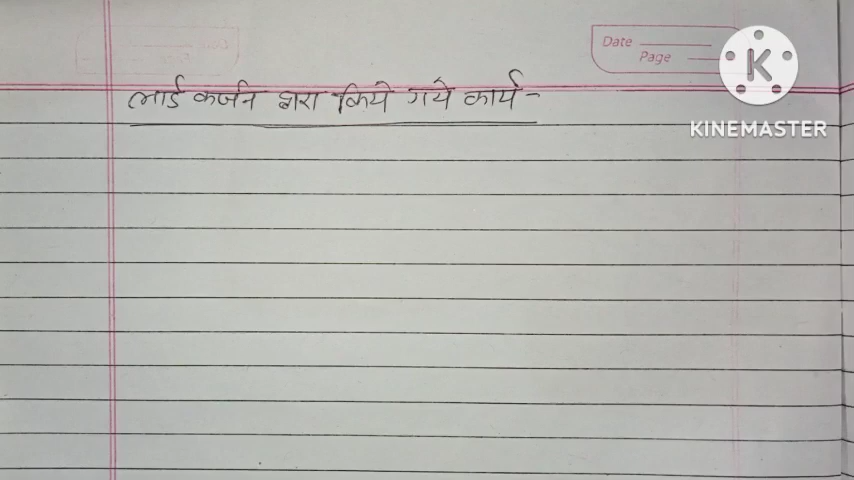 Date
Page
लार्ड कर्जन द्वारा किये गये कार्य-
K
KINEMASTER